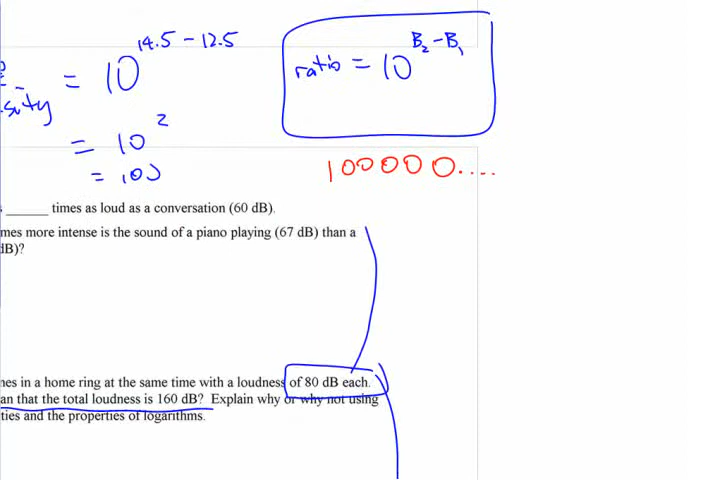 = 10^14.5 - 12.5
sity
= 10^2
= 100
ratio = 10^B₂-B₁
100000....
______ times as loud as a conversation (60 dB).
mes more intense is the sound of a piano playing (67 dB) than a
dB)?
nes in a home ring at the same time with a loudness of 80 dB each.
an that the total loudness is 160 dB? Explain why or why not using
ties and the properties of logarithms.